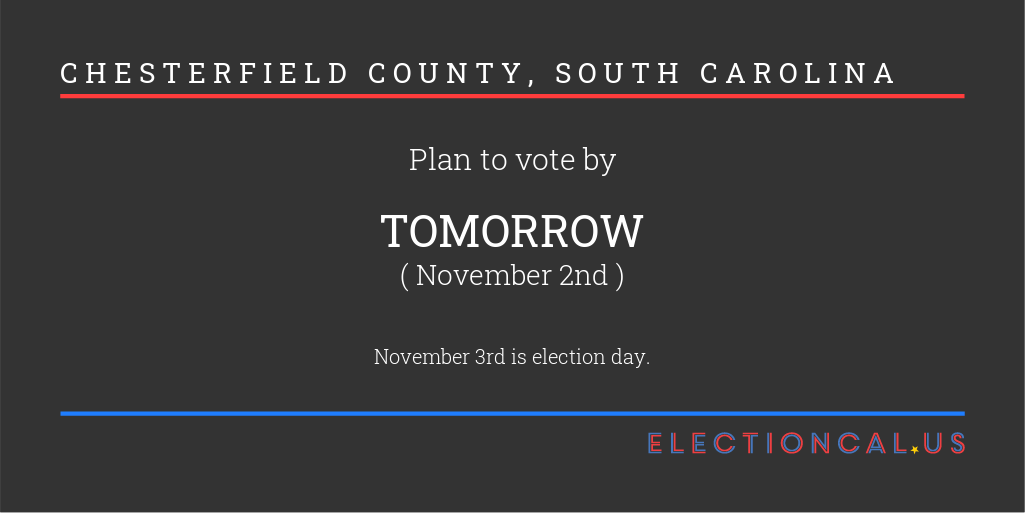 CHESTERFIELD COUNTY, SOUTH CAROLINA
Plan to vote by
TOMORROW
( November 2nd )
November 3rd is election day.
ELECTIONCAL.US